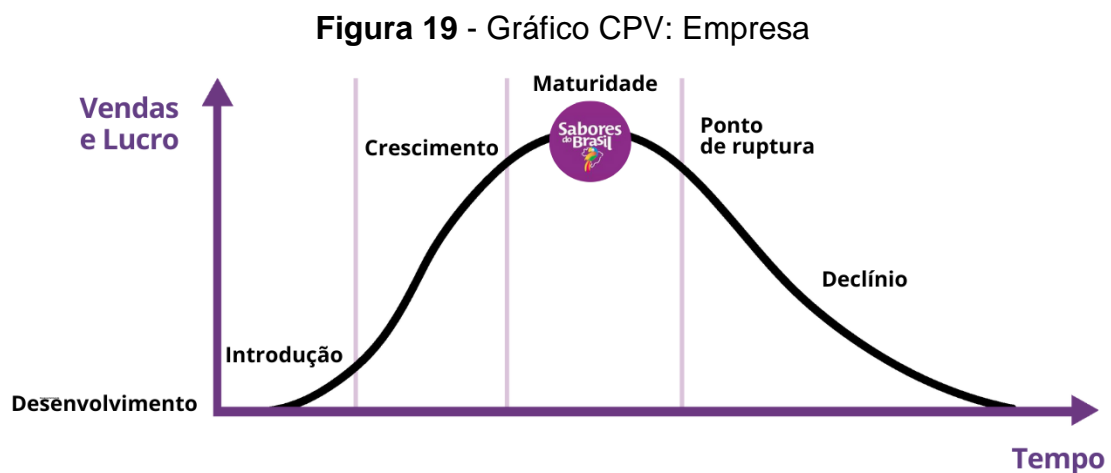 Figura 19 - Gráfico CPV: Empresa
Maturidade
Vendas
e Lucro
Sabores
do Brasil
Crescimento
Ponto
de ruptura
Declínio
Introdução
Desenvolvimento
Tempo